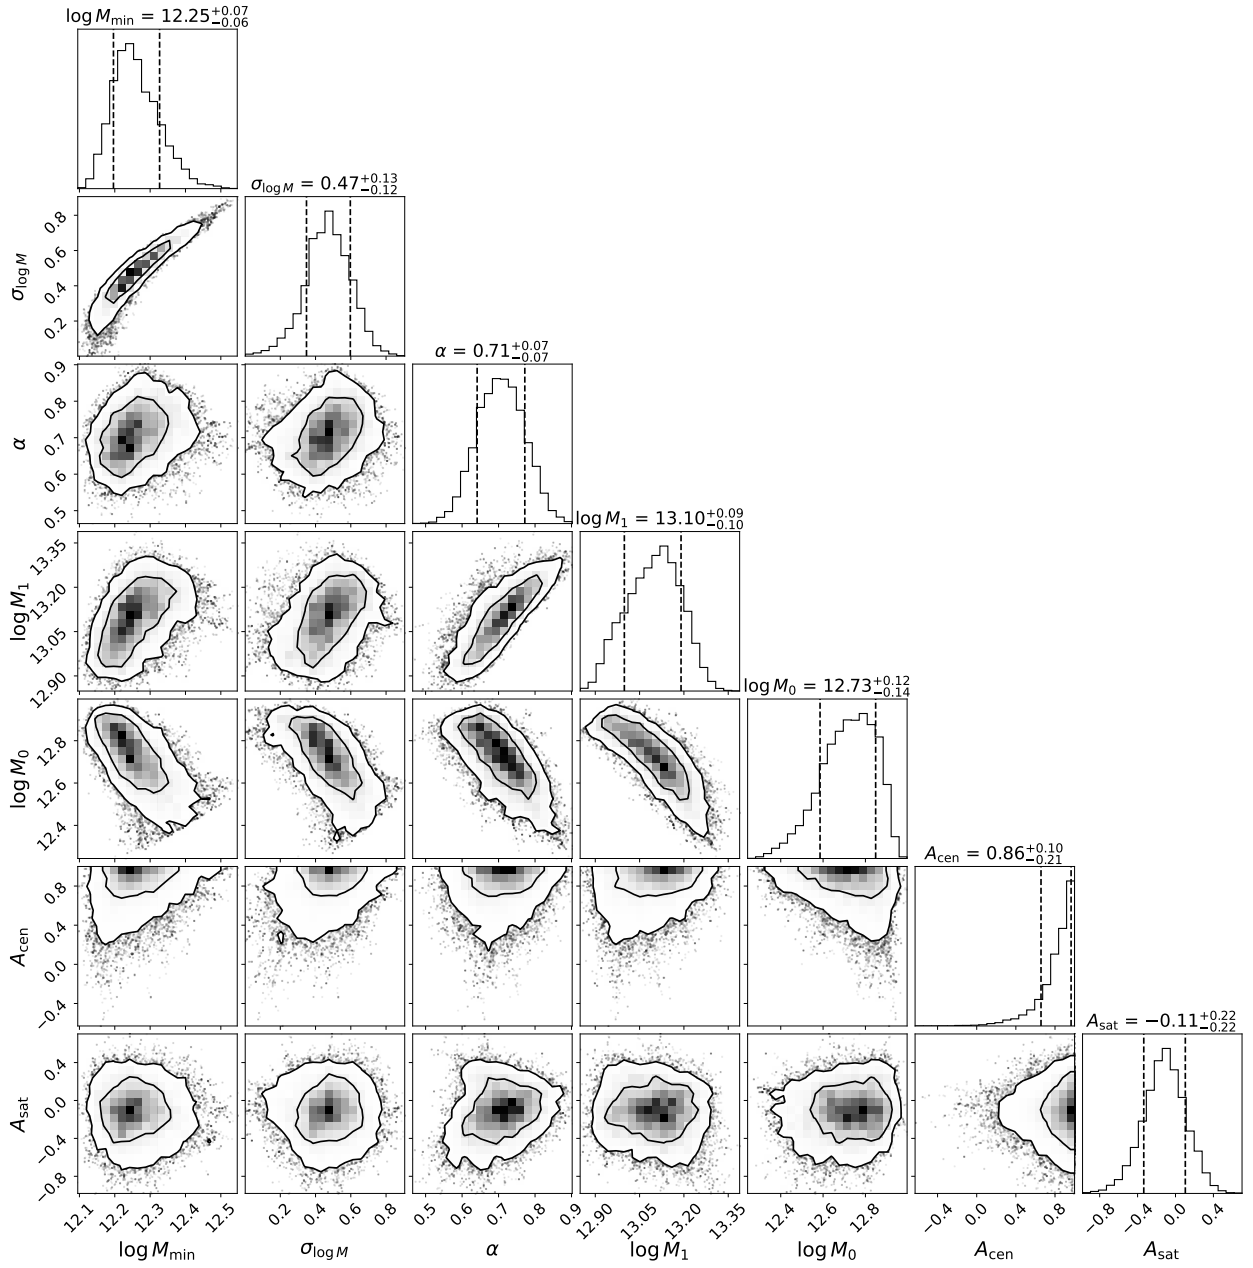 log M_min = 12.25^{+0.07}_{-0.06}
σ_{log M} = 0.47^{+0.13}_{-0.12}
0.8
0.6
0.4
0.2
σ_{log M}
α = 0.71^{+0.07}_{-0.07}
0.9
0.8
0.7
0.6
0.5
α
log M_1 = 13.10^{+0.09}_{-0.10}
13.35
13.20
13.05
12.90
log M_1
log M_0 = 12.73^{+0.12}_{-0.14}
12.8
12.6
12.4
log M_0
A_cen = 0.86^{+0.10}_{-0.21}
0.8
0.4
0.0
−0.4
A_cen
A_sat = −0.11^{+0.22}_{-0.22}
0.4
0.0
−0.4
−0.8
A_sat
12.1 12.2 12.3 12.4 12.5 0.2 0.4 0.6 0.8 0.5 0.6 0.7 0.8 0.9 12.90 13.05 13.20 13.35 12.4 12.6 12.8 −0.4 0.0 0.4 0.8 −0.8 −0.4 0.0 0.4
log M_min σ_{log M} α log M_1 log M_0 A_cen A_sat